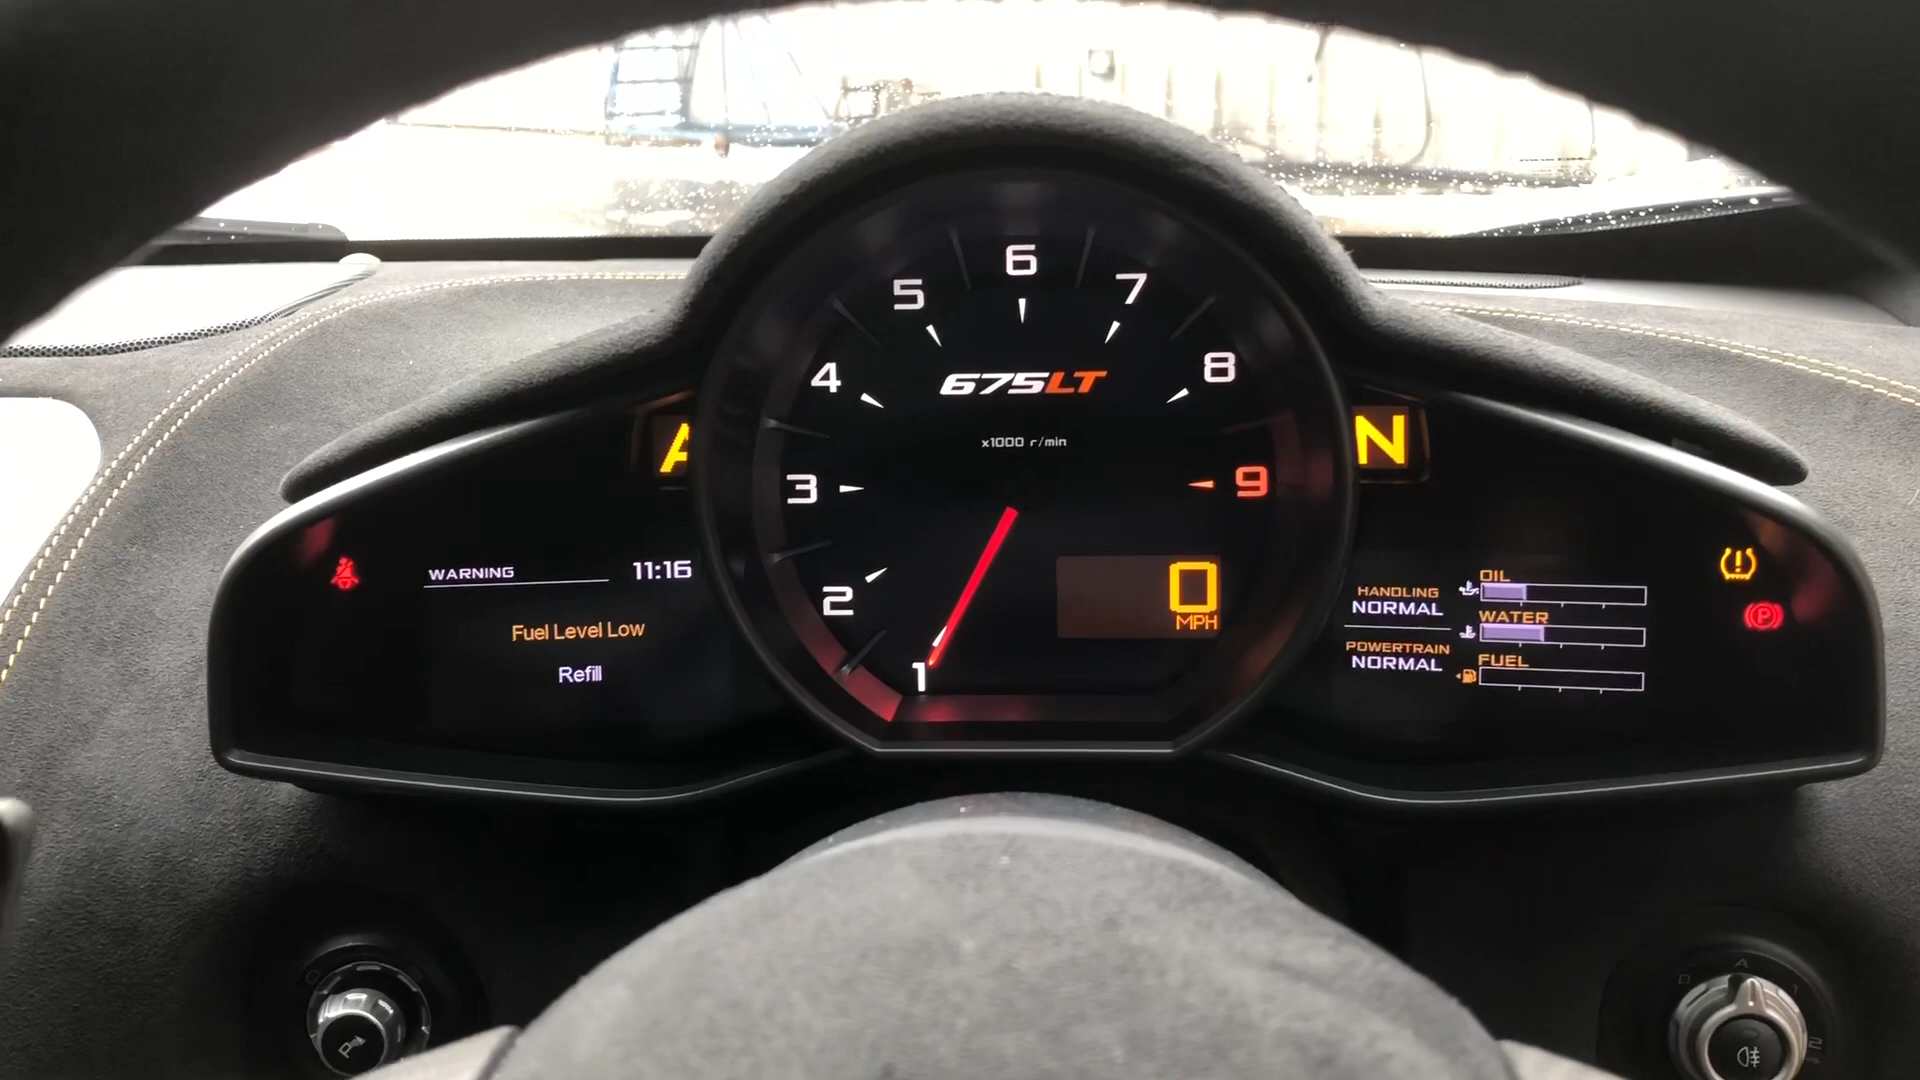 6
5
7
4
8
675LT
x1000 r/min
A
N
3
9
WARNING
11:16
Fuel Level Low
Refill
2
0
MPH
1
HANDLING
NORMAL
POWERTRAIN
NORMAL
OIL
WATER
FUEL
P
P
A